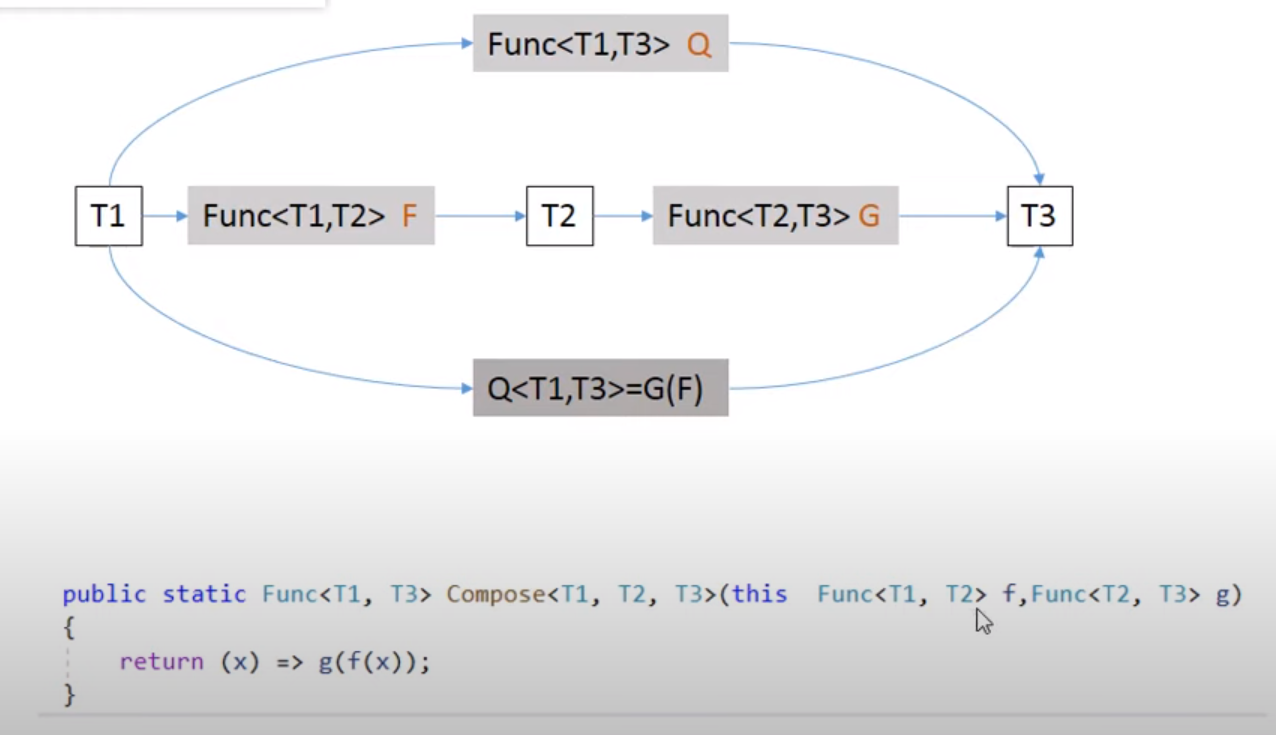 Func<T1,T3> Q
T1 Func<T1,T2> F T2 Func<T2,T3> G T3
Q<T1,T3>=G(F)
public static Func<T1, T3> Compose<T1, T2, T3>(this  Func<T1, T2> f,Func<T2, T3> g)
{
    return (x) => g(f(x));
}